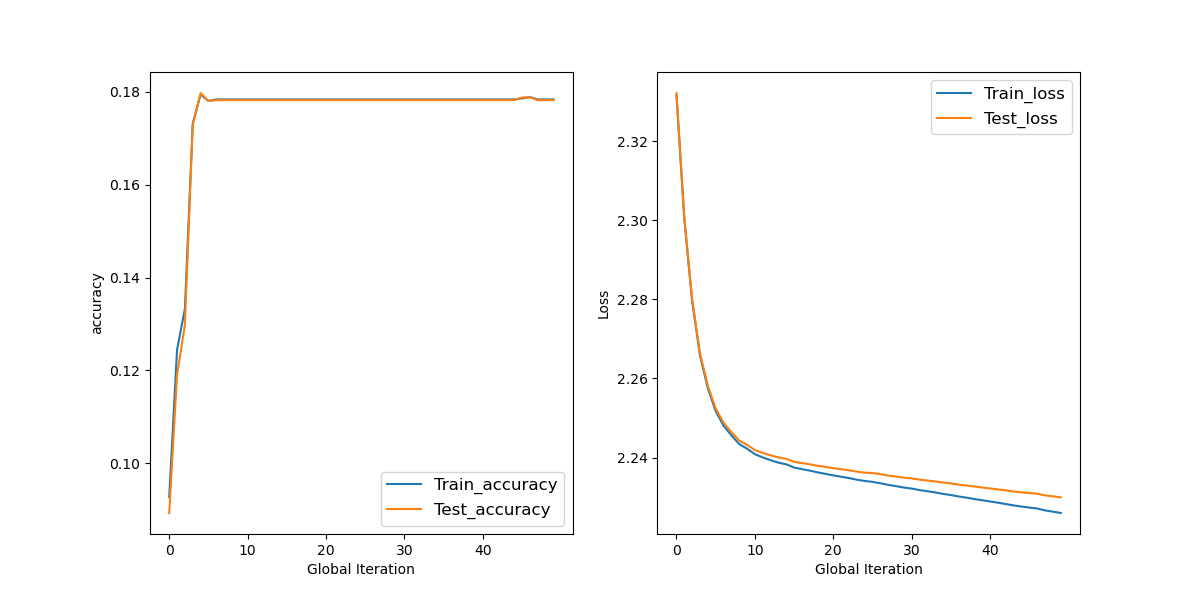 accuracy
0.18
0.16
0.14
0.12
0.10
0
10
20
30
40
Global Iteration
Train_accuracy
Test_accuracy
Loss
2.32
2.30
2.28
2.26
2.24
0
10
20
30
40
Global Iteration
Train_loss
Test_loss